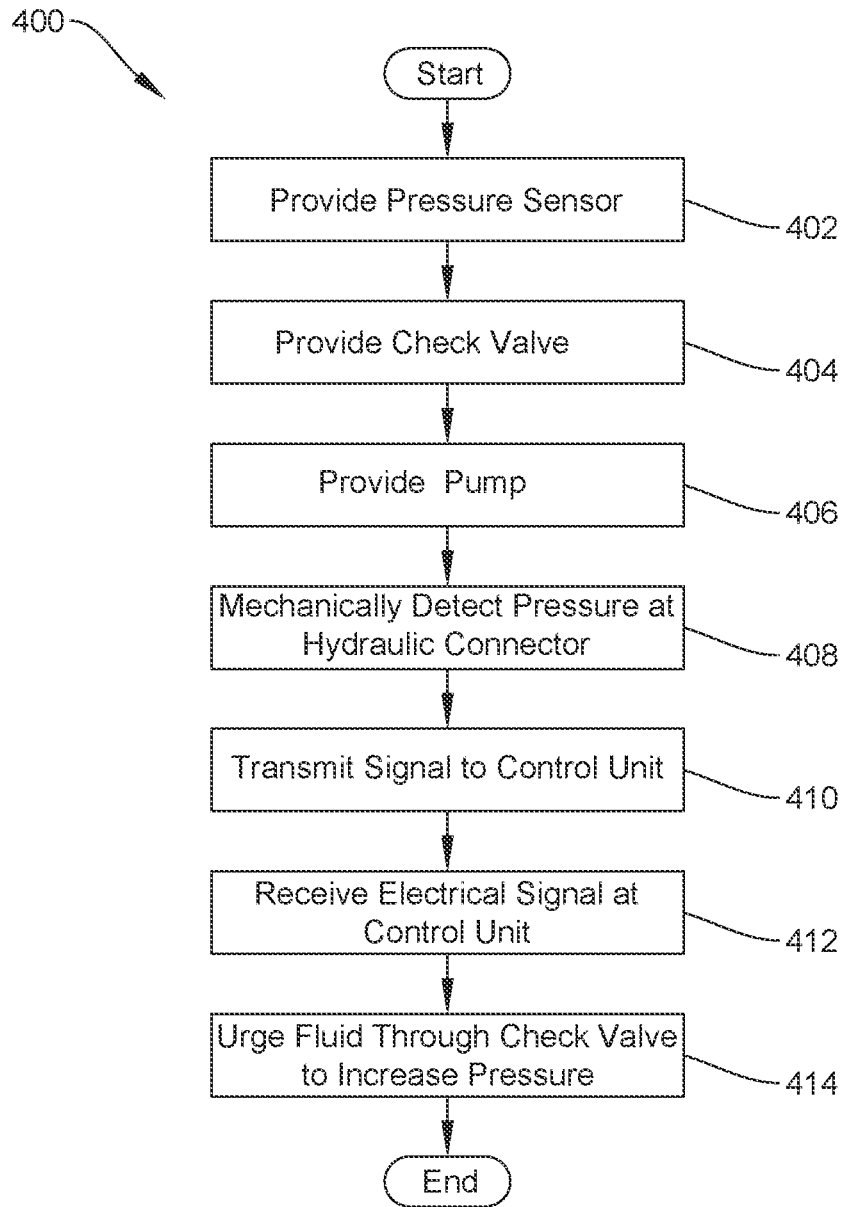 400
Start
Provide Pressure Sensor
402
Provide Check Valve
404
Provide Pump
406
Mechanically Detect Pressure at
Hydraulic Connector
408
Transmit Signal to Control Unit
410
Receive Electrical Signal at
Control Unit
412
Urge Fluid Through Check Valve
to Increase Pressure
414
End